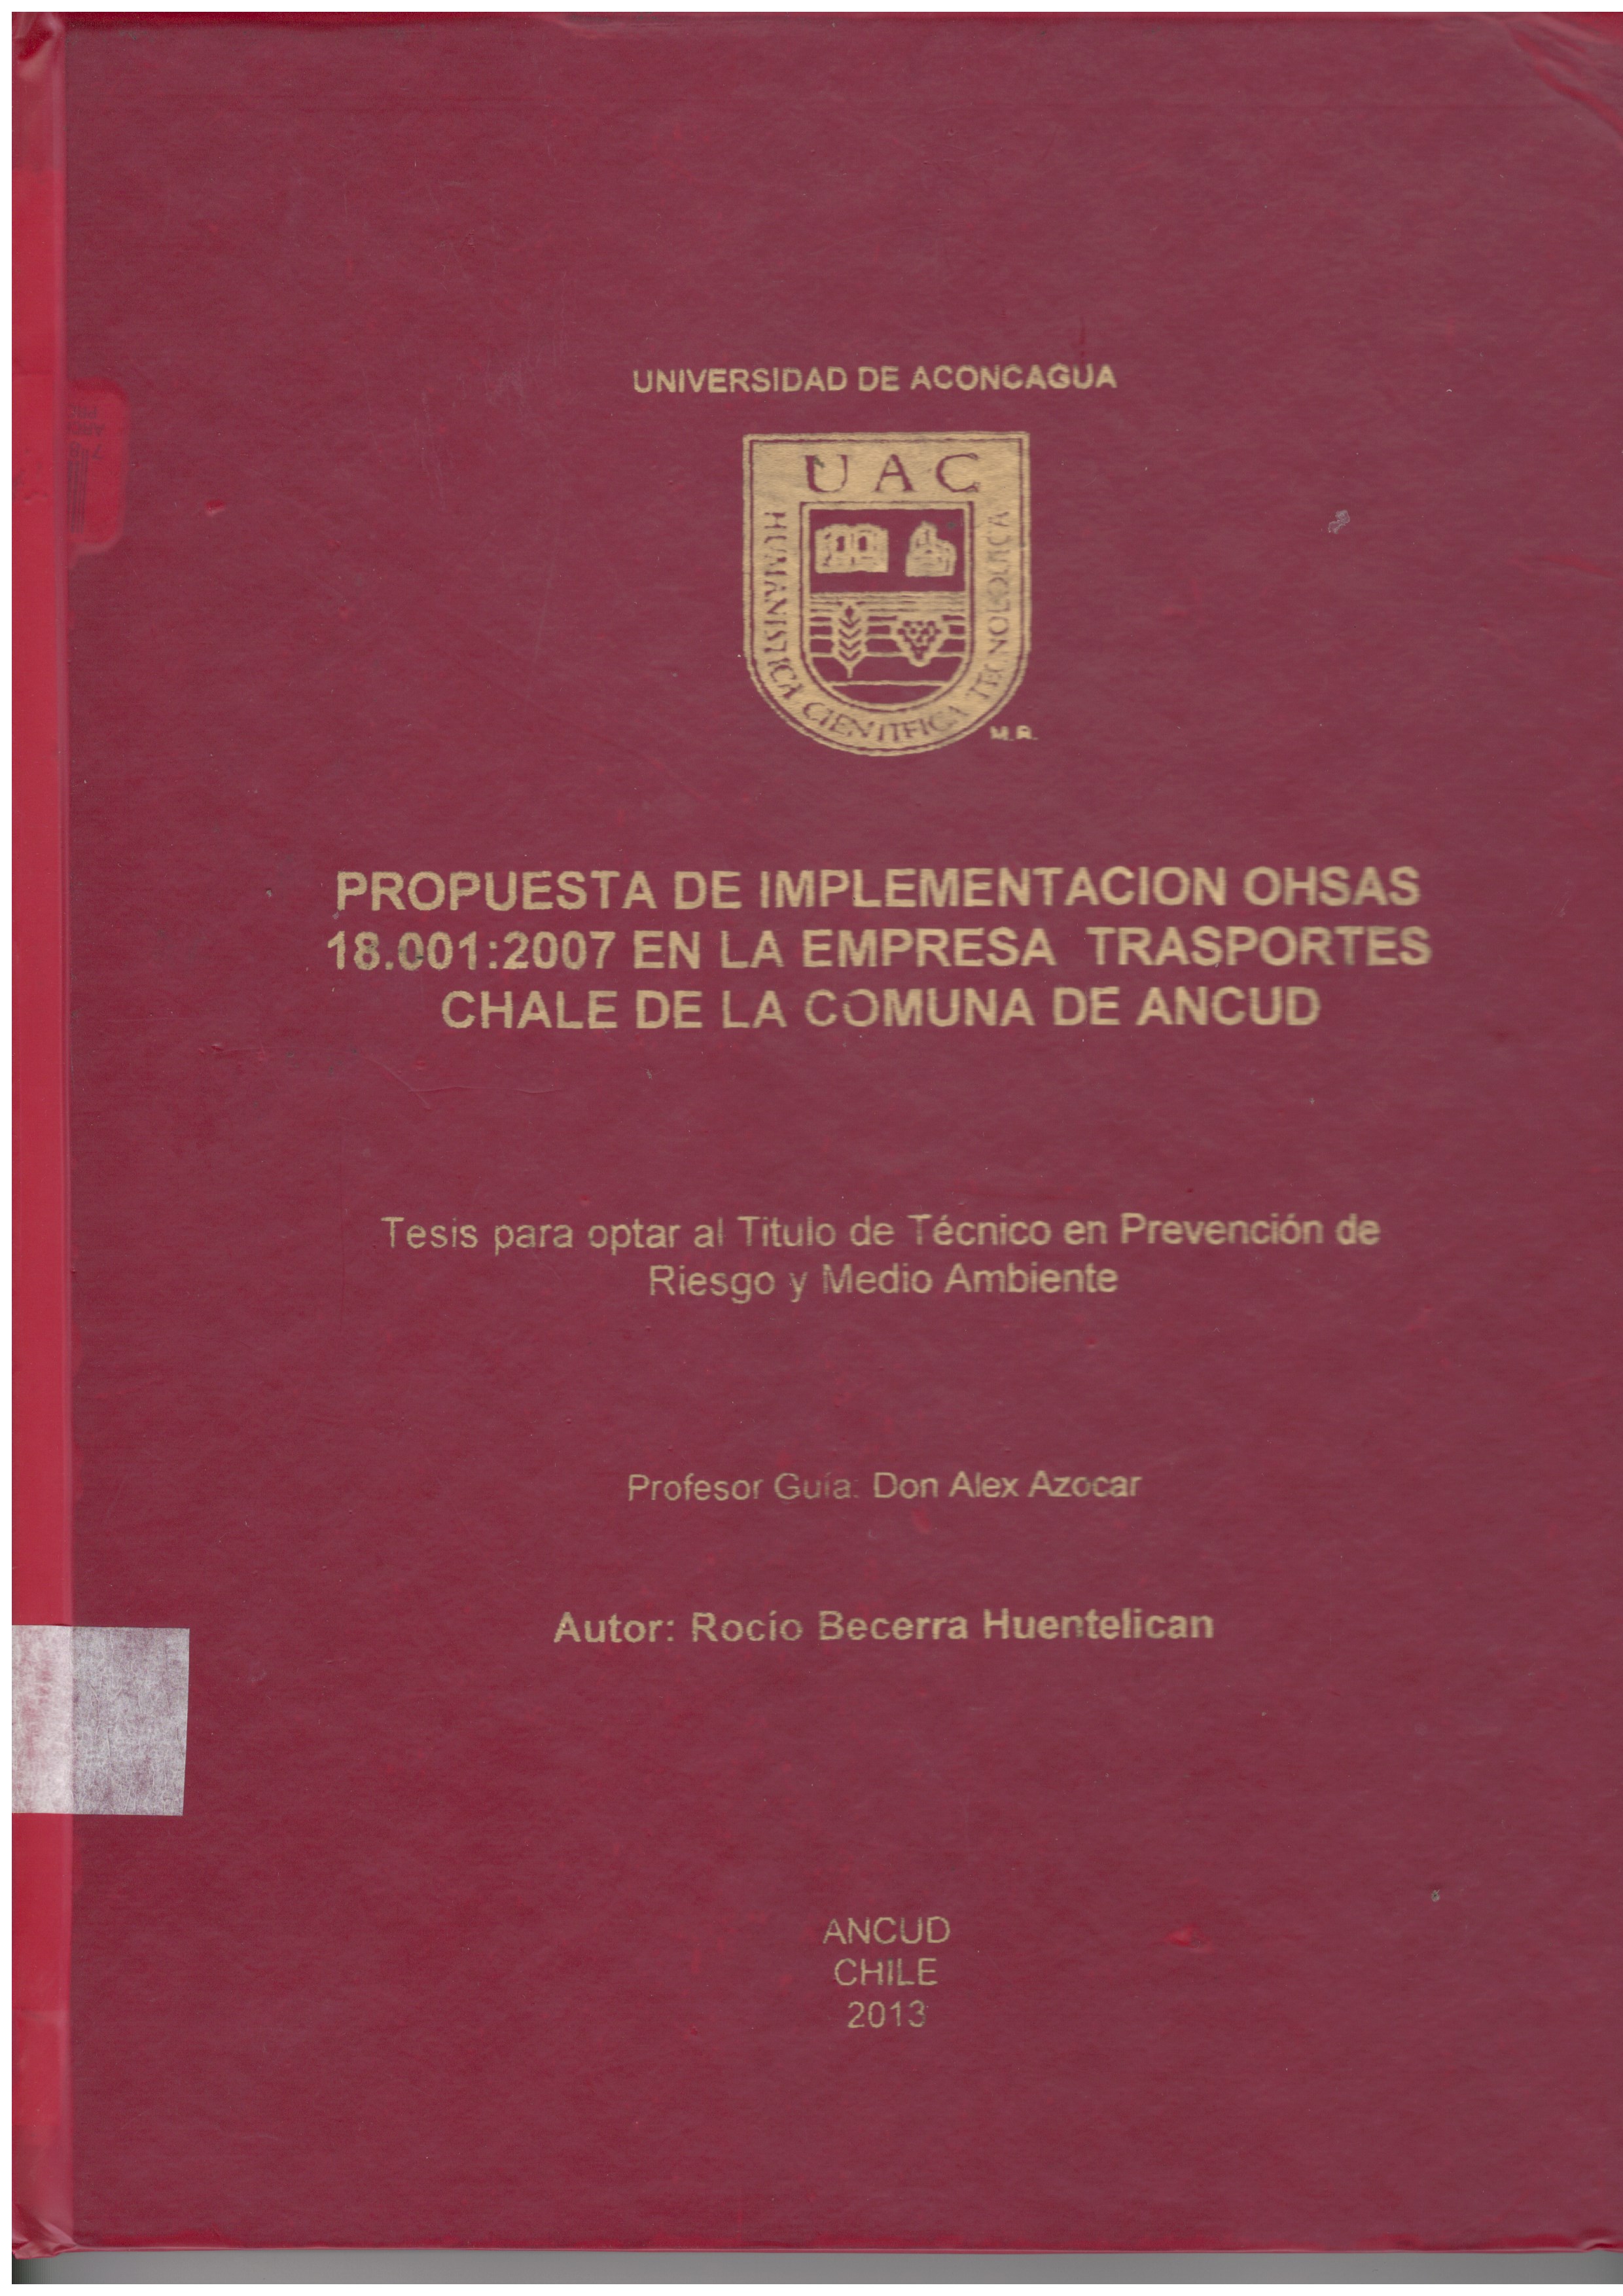 UNIVERSIDAD DE ACONCAGUA
UAC
HUMANISTICA CIENTIFICA TECNOLOGICA
M.R.
PROPUESTA DE IMPLEMENTACION OHSAS
18.001:2007 EN LA EMPRESA TRASPORTES
CHALE DE LA COMUNA DE ANCUD
Tesis para optar al Titulo de Técnico en Prevención de
Riesgo y Medio Ambiente
Profesor Guía: Don Alex Azocar
Autor: Rocío Becerra Huentelican
ANCUD
CHILE
2013